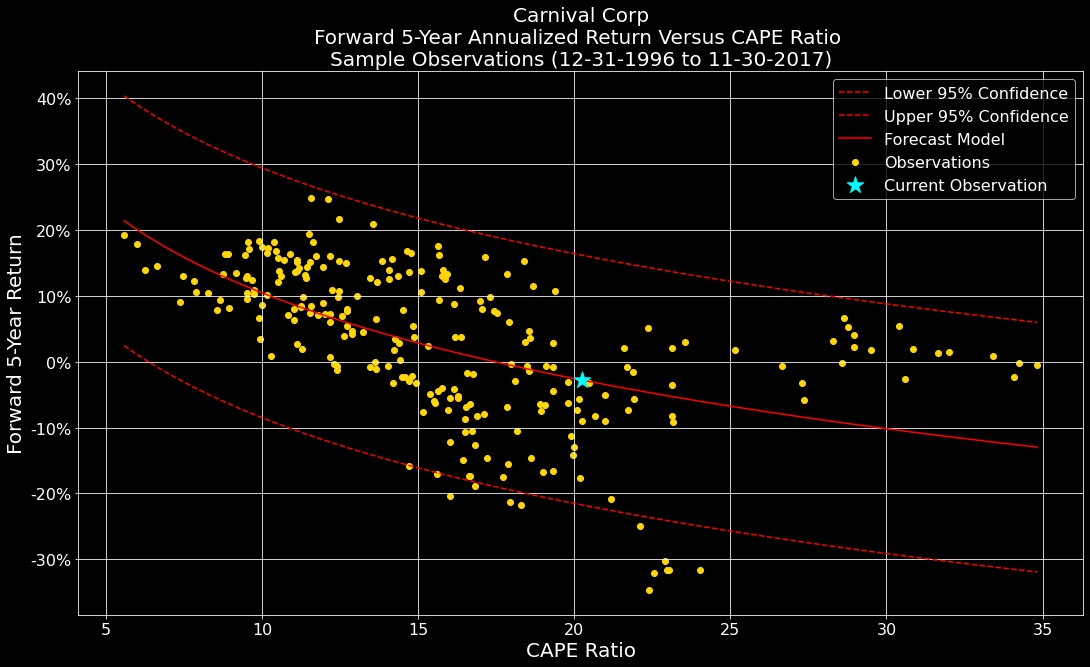 Carnival Corp
Forward 5-Year Annualized Return Versus CAPE Ratio
Sample Observations (12-31-1996 to 11-30-2017)
Lower 95% Confidence
Upper 95% Confidence
Forecast Model
Observations
Current Observation
Forward 5-Year Return
40%
30%
20%
10%
0%
-10%
-20%
-30%
5 10 15 20 25 30 35
CAPE Ratio